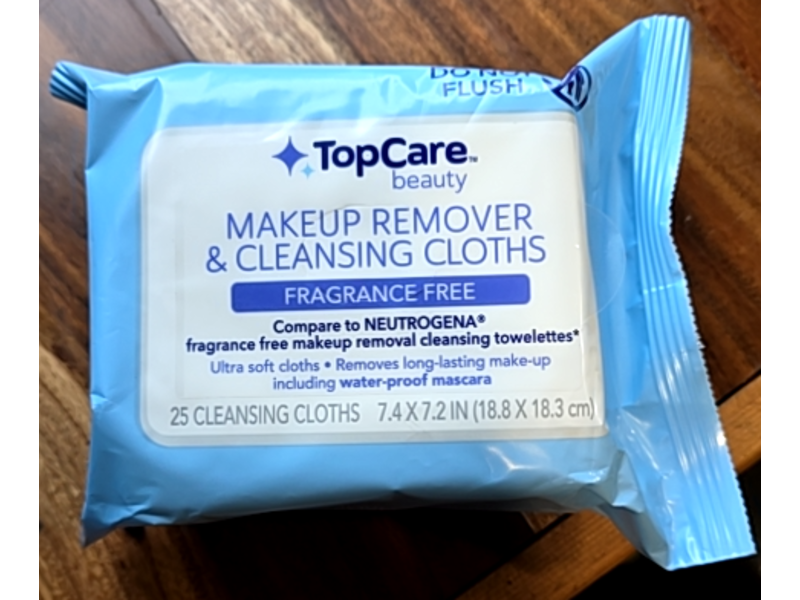 DO NOT
FLUSH
TopCare™
beauty
MAKEUP REMOVER
& CLEANSING CLOTHS
FRAGRANCE FREE
Compare to NEUTROGENA®
fragrance free makeup removal cleansing towelettes*
Ultra soft cloths • Removes long-lasting make-up
including water-proof mascara
25 CLEANSING CLOTHS 7.4 X 7.2 IN (18.8 X 18.3 cm)